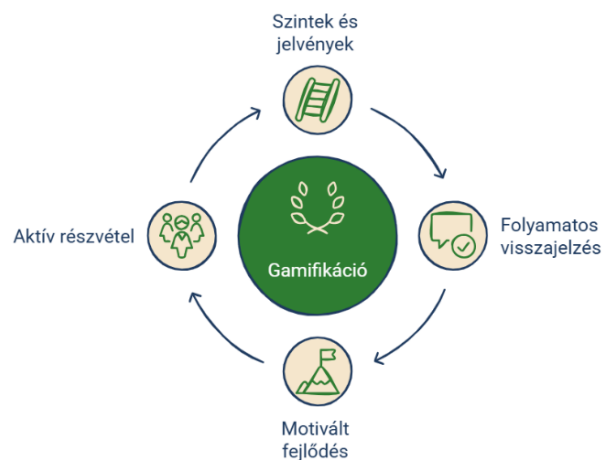 Szintek és
jelvények
Folyamatos
visszajelzés
Aktív részvétel
Gamifikáció
Motivált
fejlődés